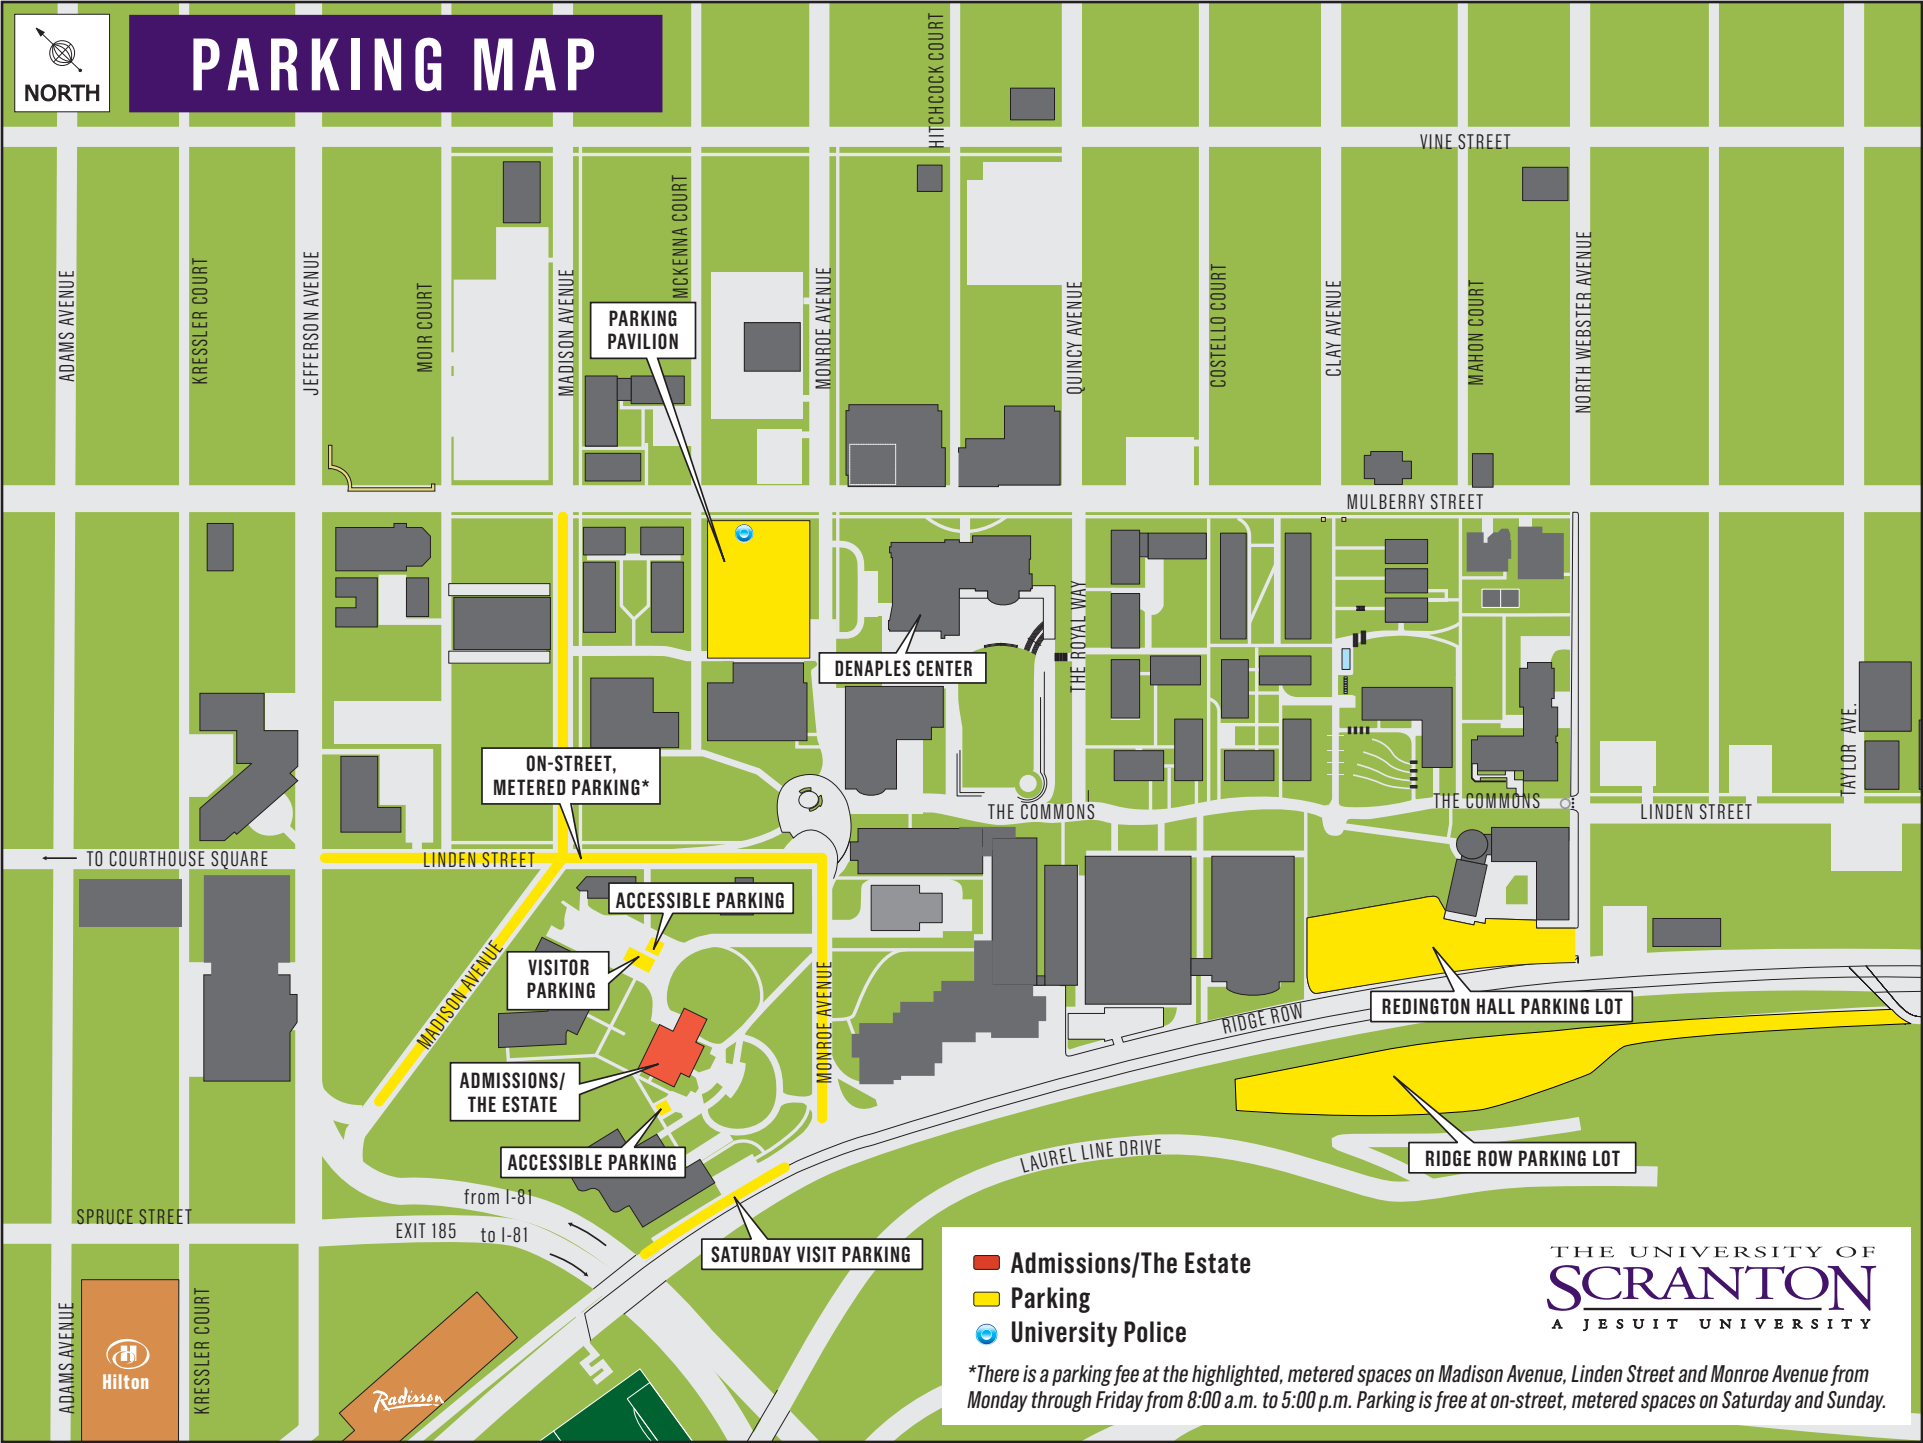 NORTH
PARKING MAP
HITCHCOCK COURT
VINE STREET
ADAMS AVENUE
KRESSLER COURT
JEFFERSON AVENUE
MOIR COURT
MADISON AVENUE
MCKENNA COURT
MONROE AVENUE
QUINCY AVENUE
COSTELLO COURT
CLAY AVENUE
MAHON COURT
NORTH WEBSTER AVENUE
PARKING
PAVILION
MULBERRY STREET
THE ROYAL WAY
DENAPLES CENTER
TAYLOR AVE.
ON-STREET,
METERED PARKING*
THE COMMONS
THE COMMONS
LINDEN STREET
TO COURTHOUSE SQUARE
LINDEN STREET
ACCESSIBLE PARKING
VISITOR
PARKING
MADISON AVENUE
MONROE AVENUE
REDINGTON HALL PARKING LOT
RIDGE ROW
ADMISSIONS/
THE ESTATE
ACCESSIBLE PARKING
LAUREL LINE DRIVE
RIDGE ROW PARKING LOT
from I-81
SPRUCE STREET
EXIT 185
to I-81
SATURDAY VISIT PARKING
ADAMS AVENUE
H
Hilton
KRESSLER COURT
Radisson
Admissions/The Estate
Parking
University Police
THE UNIVERSITY OF
SCRANTON
A JESUIT UNIVERSITY
*There is a parking fee at the highlighted, metered spaces on Madison Avenue, Linden Street and Monroe Avenue from
Monday through Friday from 8:00 a.m. to 5:00 p.m. Parking is free at on-street, metered spaces on Saturday and Sunday.